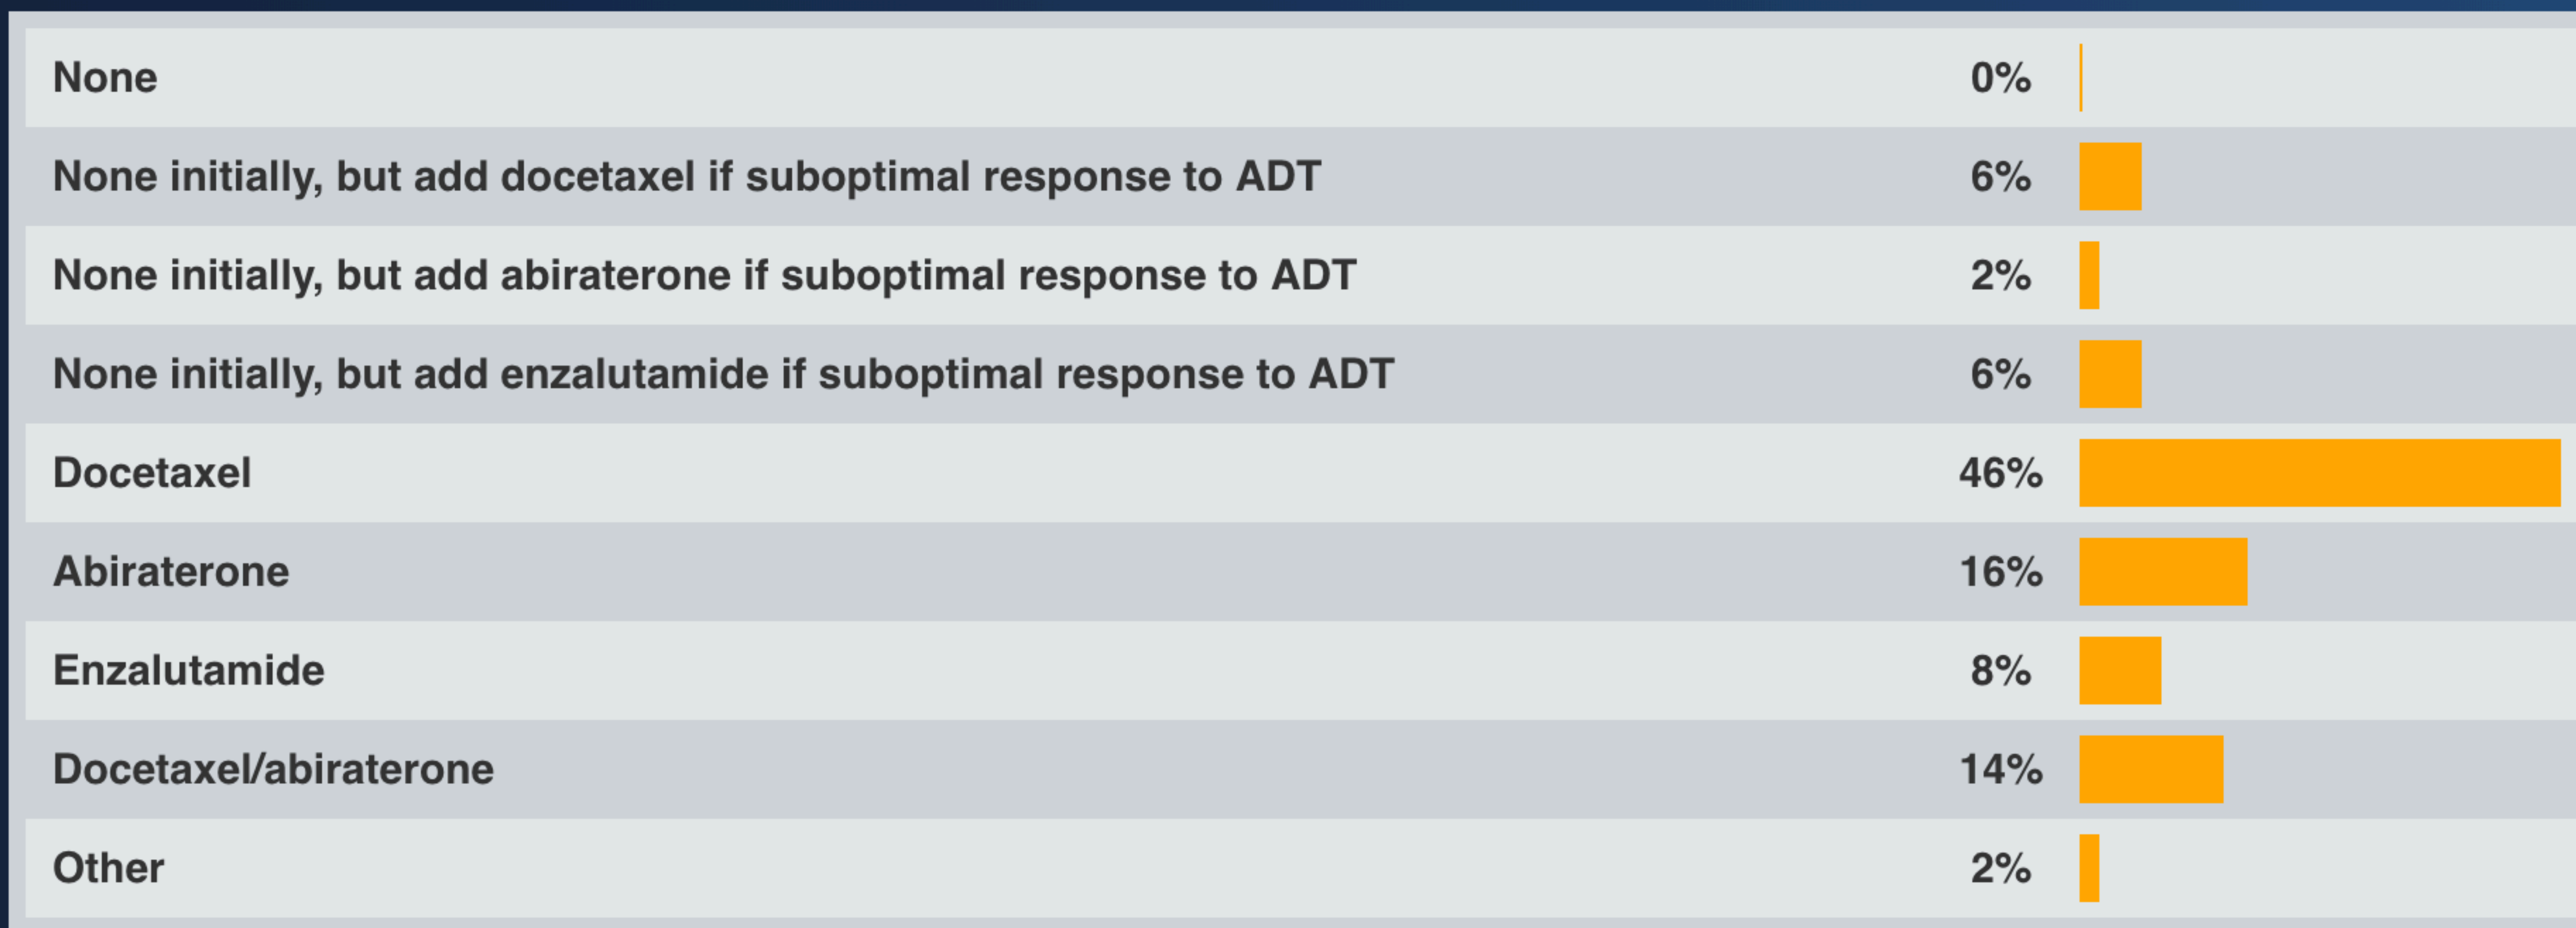 None 0%
None initially, but add docetaxel if suboptimal response to ADT 6%
None initially, but add abiraterone if suboptimal response to ADT 2%
None initially, but add enzalutamide if suboptimal response to ADT 6%
Docetaxel 46%
Abiraterone 16%
Enzalutamide 8%
Docetaxel/abiraterone 14%
Other 2%